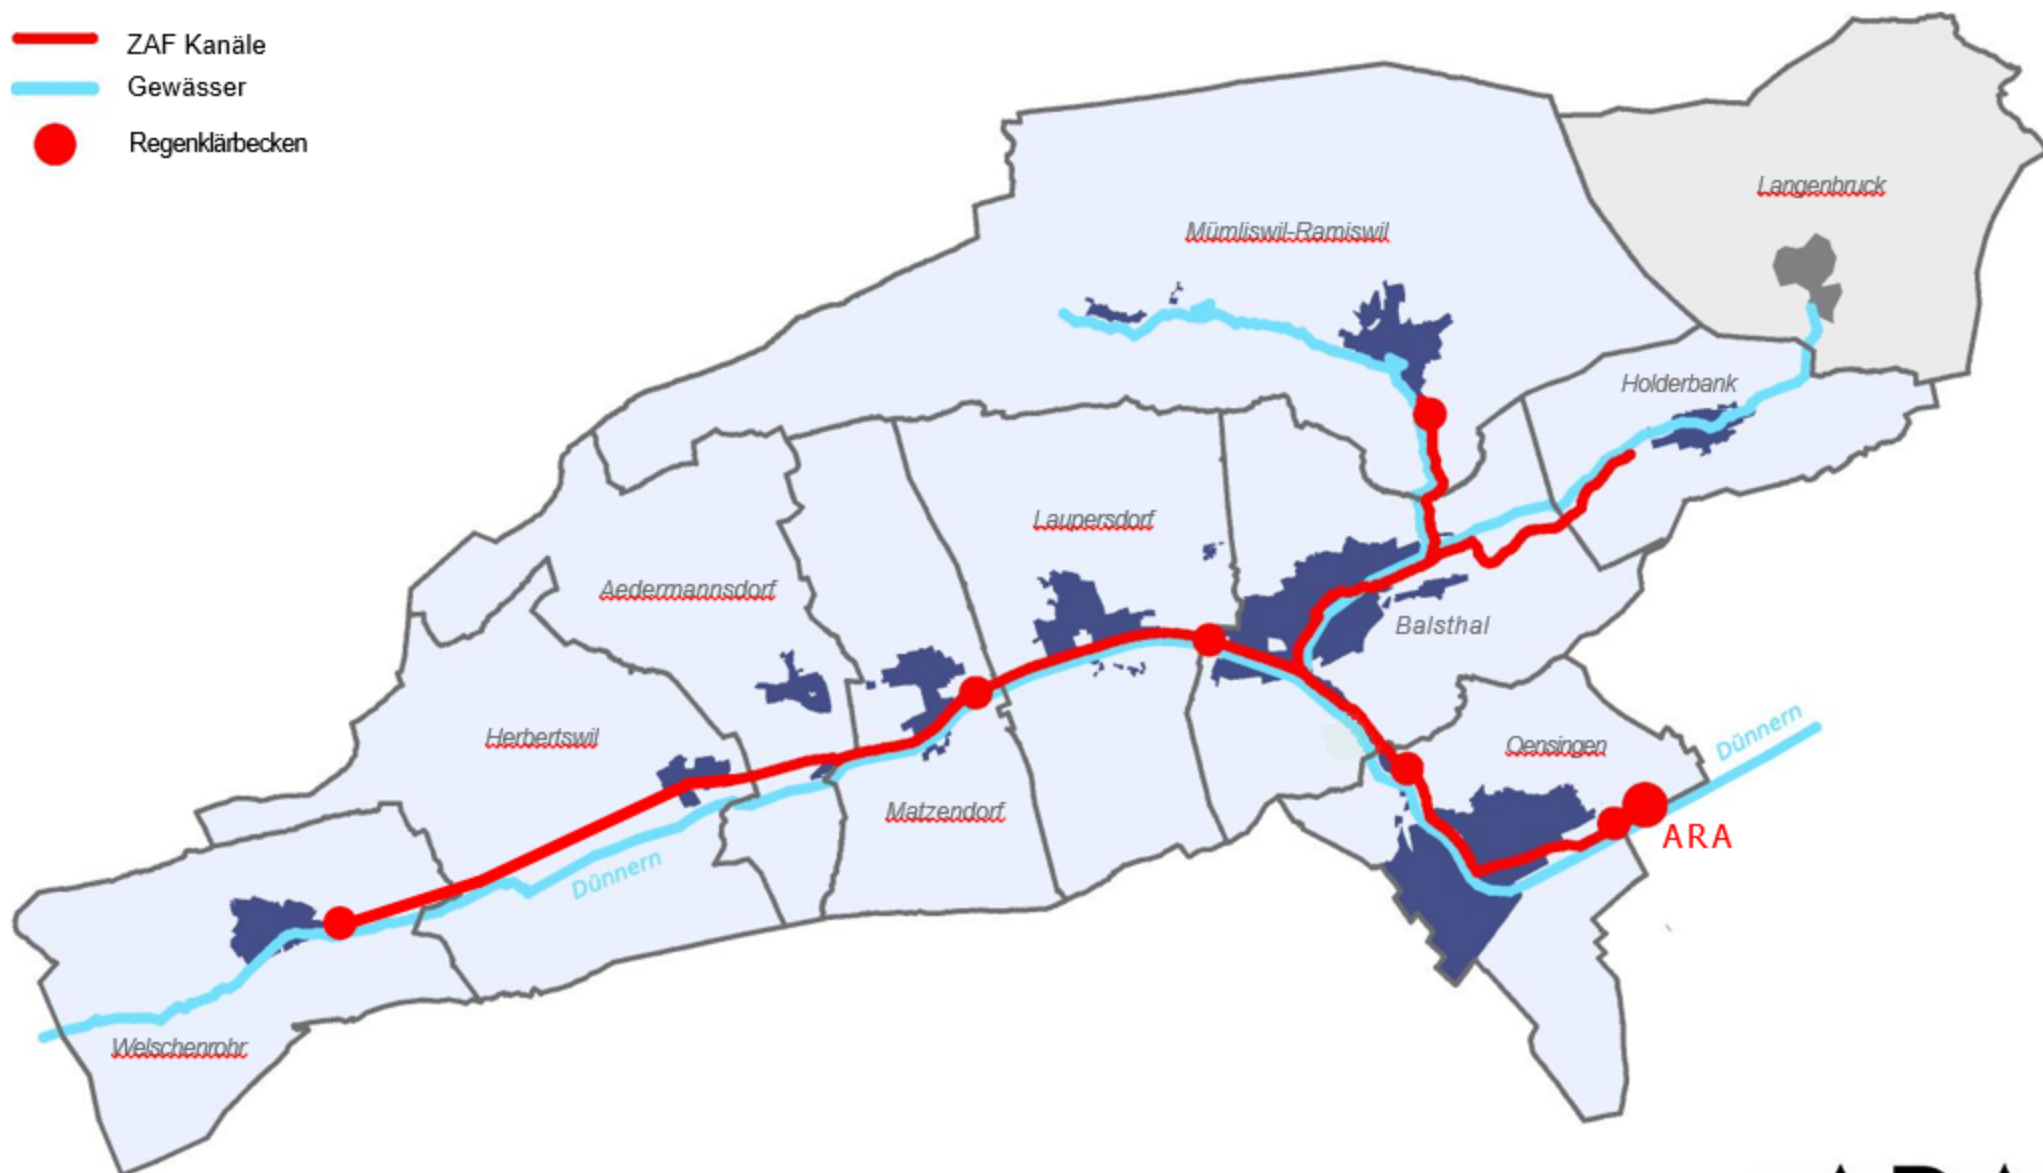 ZAF Kanäle
Gewässer
Regenklärbecken
Langenbruck
Mümliswil-Ramiswil
Holderbank
Laupersdorf
Aedermannsdorf
Balsthal
Herbertswil
Oensingen
Dünnern
Matzendorf
ARA
Dünnern
Welschenrohr